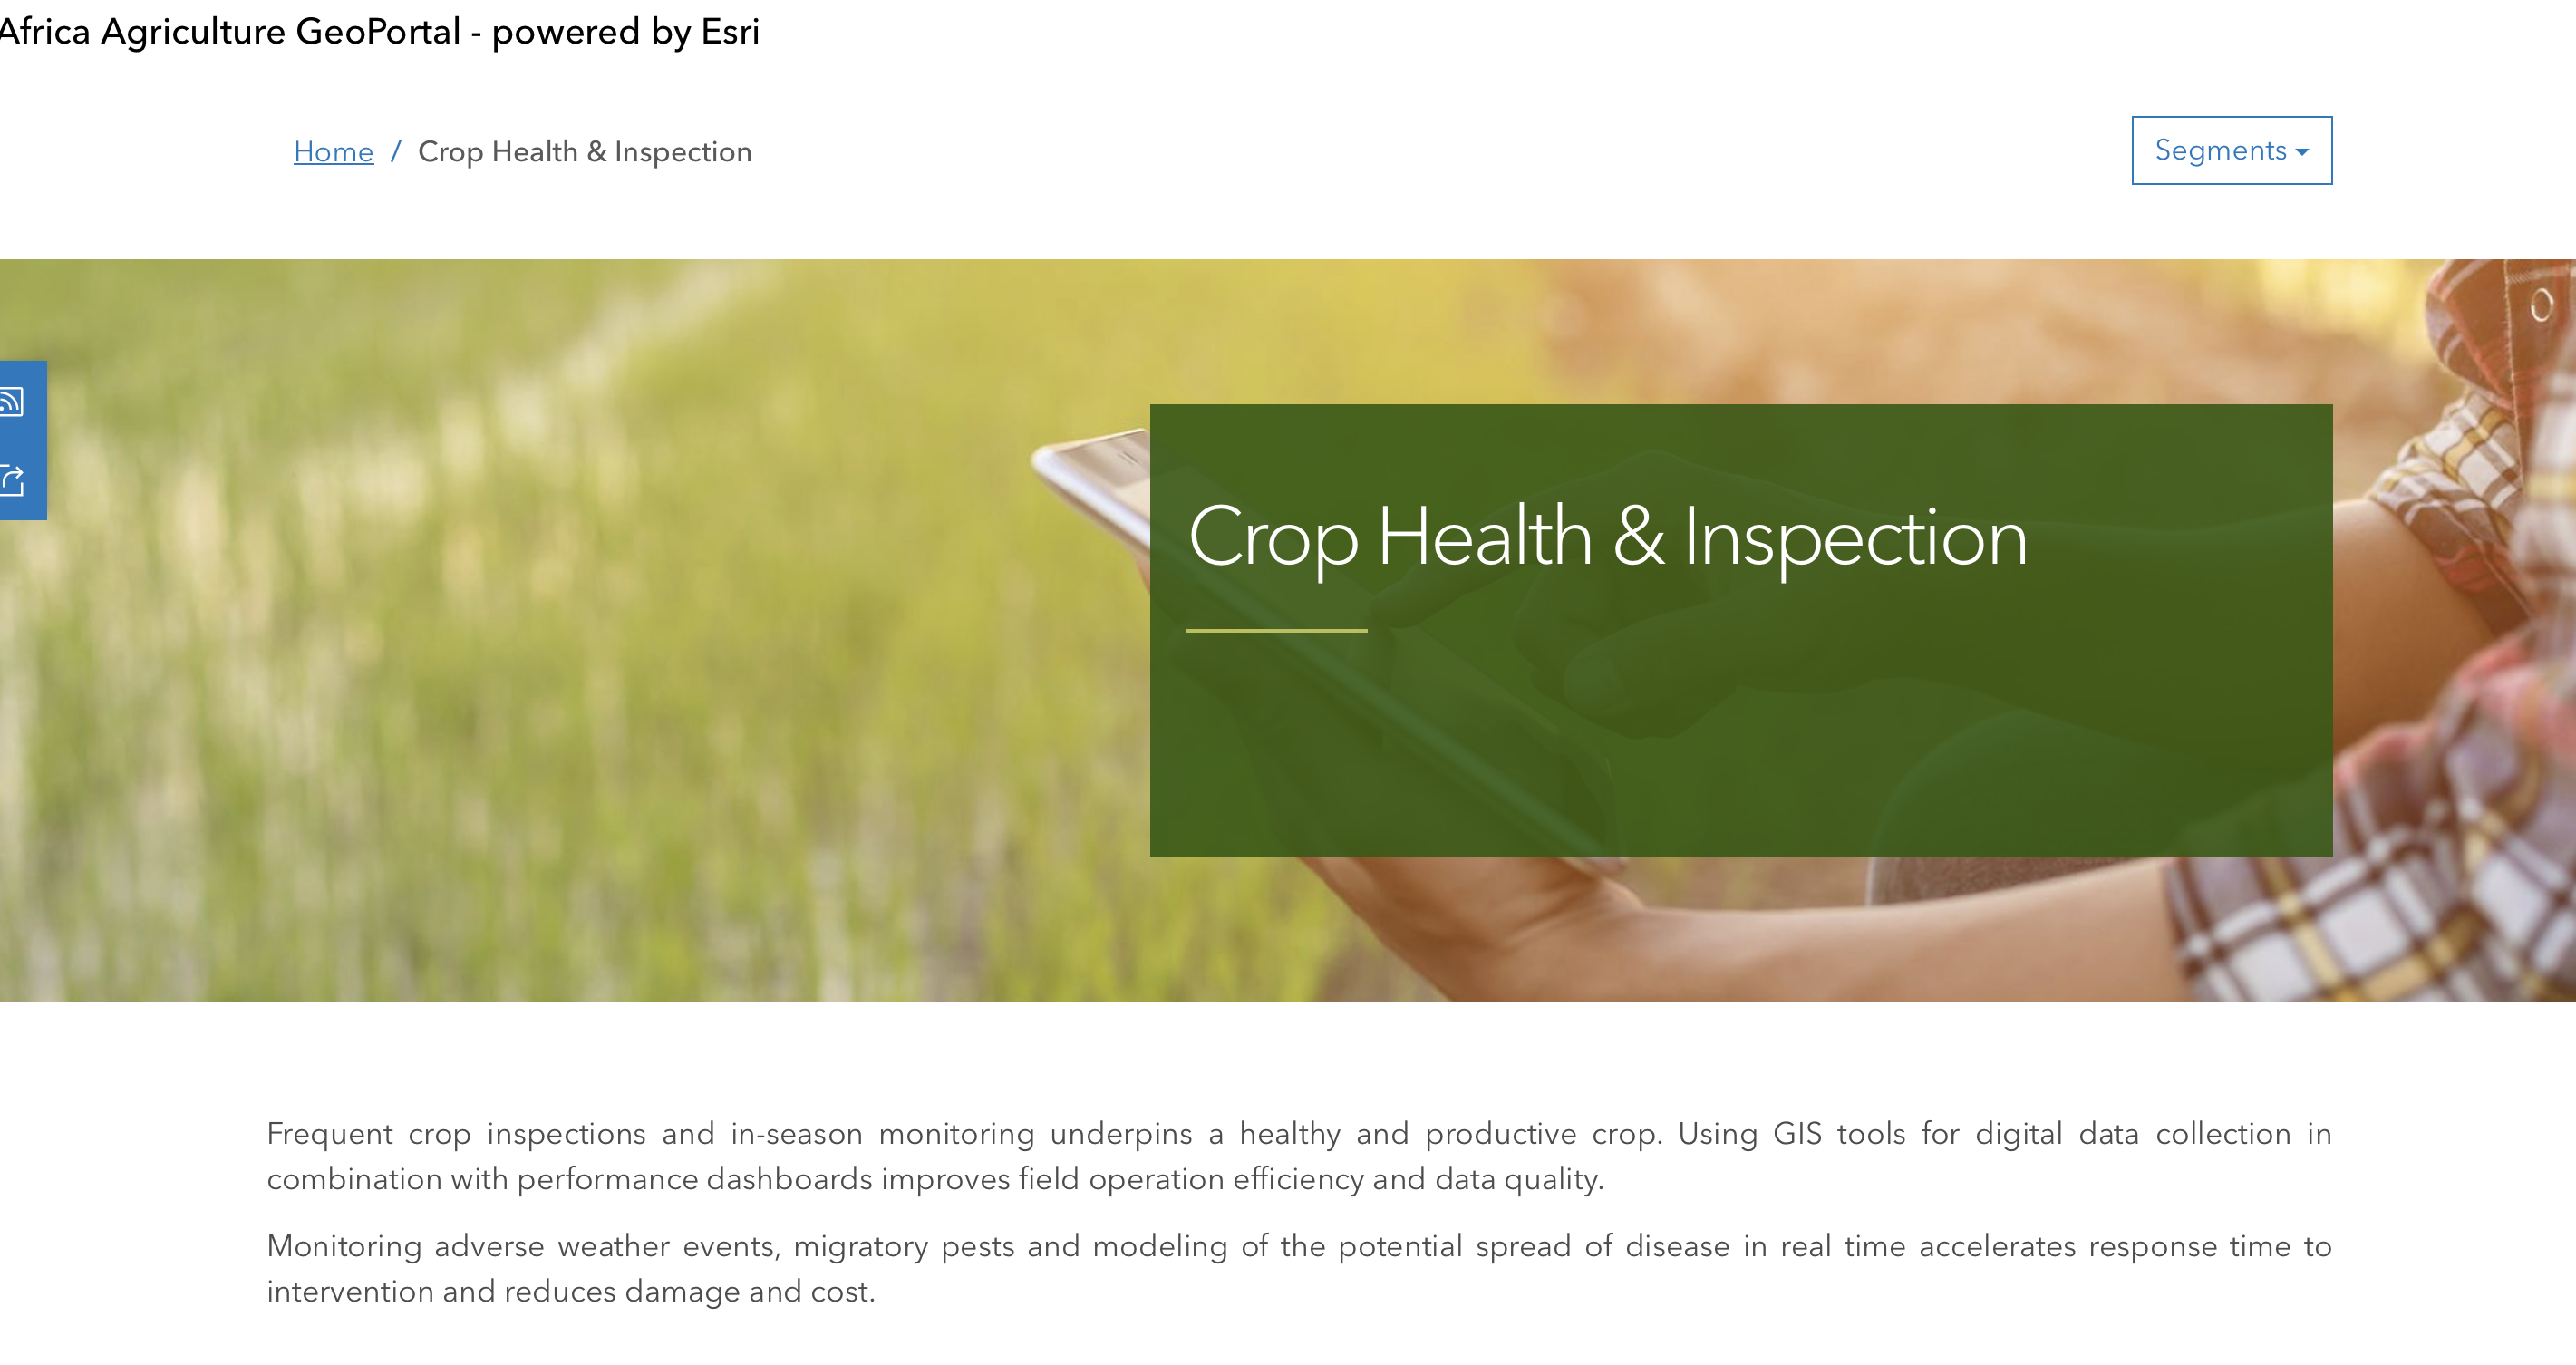 Africa Agriculture GeoPortal - powered by Esri
Home / Crop Health & Inspection
Segments
Crop Health & Inspection
Frequent crop inspections and in-season monitoring underpins a healthy and productive crop. Using GIS tools for digital data collection in
combination with performance dashboards improves field operation efficiency and data quality.
Monitoring adverse weather events, migratory pests and modeling of the potential spread of disease in real time accelerates response time to
intervention and reduces damage and cost.